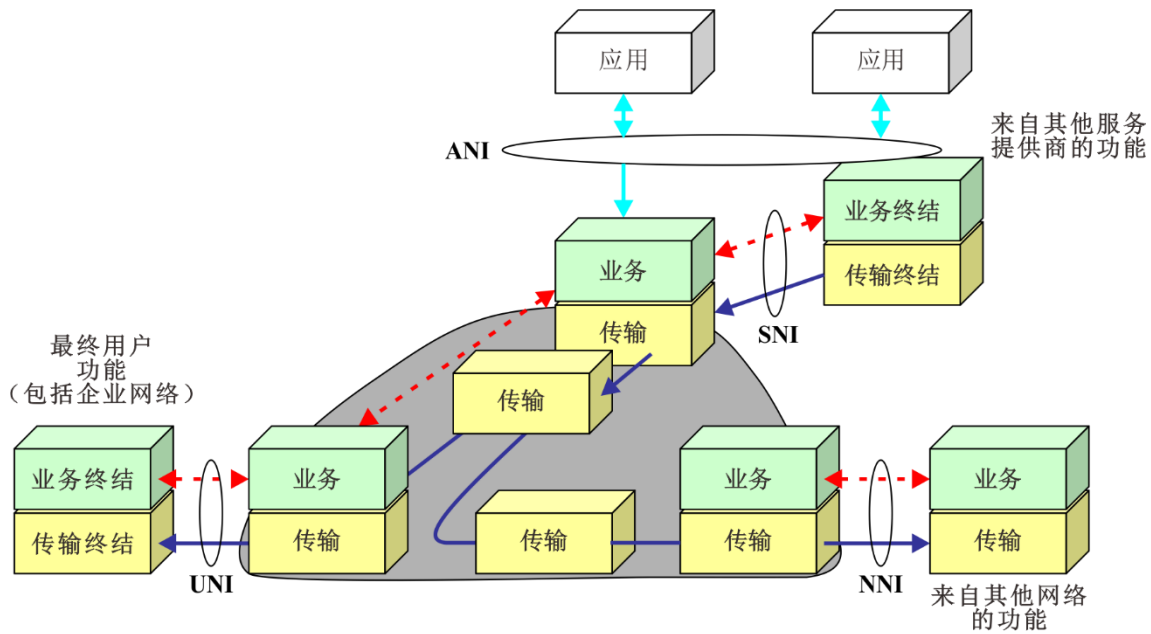 应用
应用
来自其他服务
提供商的功能
ANI
业务终结
业务
传输终结
SNI
传输
最终用户
功能
（包括企业网络）
传输
业务终结
业务
业务
业务
传输终结
传输
传输
传输
传输
UNI
NNI
来自其他网络
的功能